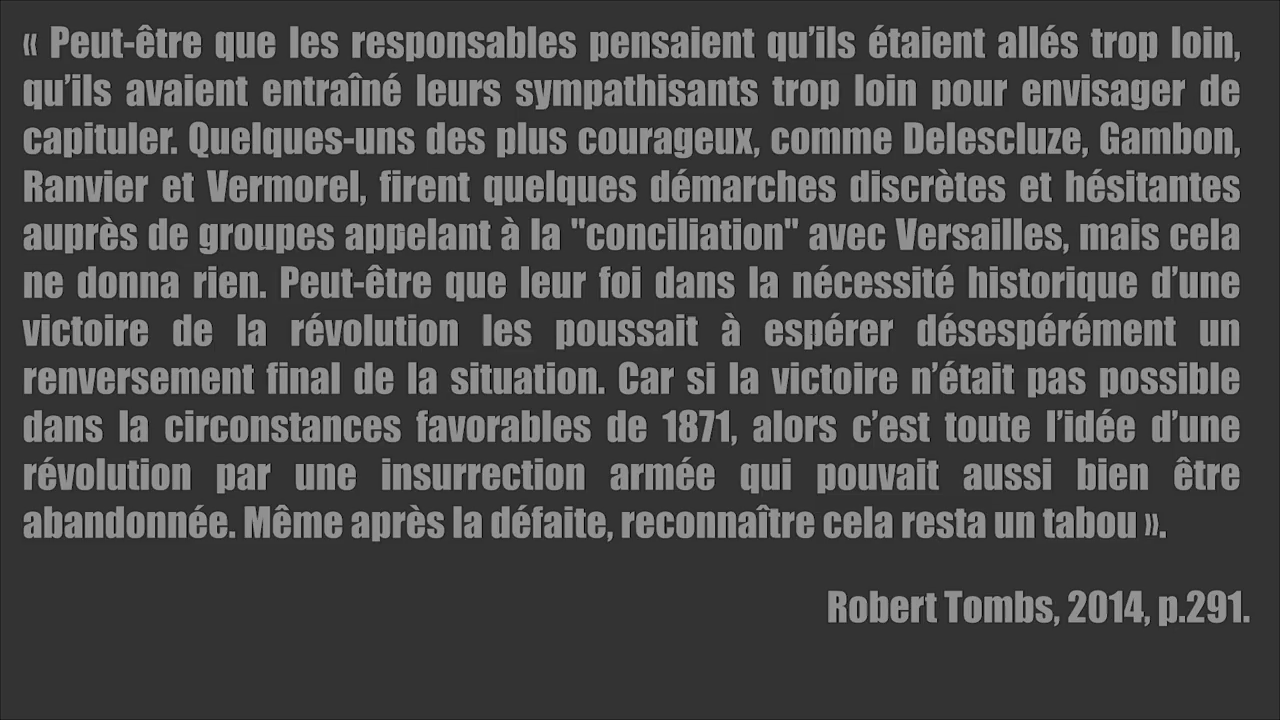 « Peut-être que les responsables pensaient qu’ils étaient allés trop loin,
qu’ils avaient entraîné leurs sympathisants trop loin pour envisager de
capituler. Quelques-uns des plus courageux, comme Delescluze, Gambon,
Ranvier et Vermorel, firent quelques démarches discrètes et hésitantes
auprès de groupes appelant à la "conciliation" avec Versailles, mais cela
ne donna rien. Peut-être que leur foi dans la nécessité historique d’une
victoire de la révolution les poussait à espérer désespérément un
renversement final de la situation. Car si la victoire n’était pas possible
dans la circonstances favorables de 1871, alors c’est toute l’idée d’une
révolution par une insurrection armée qui pouvait aussi bien être
abandonnée. Même après la défaite, reconnaître cela resta un tabou ».
Robert Tombs, 2014, p.291.